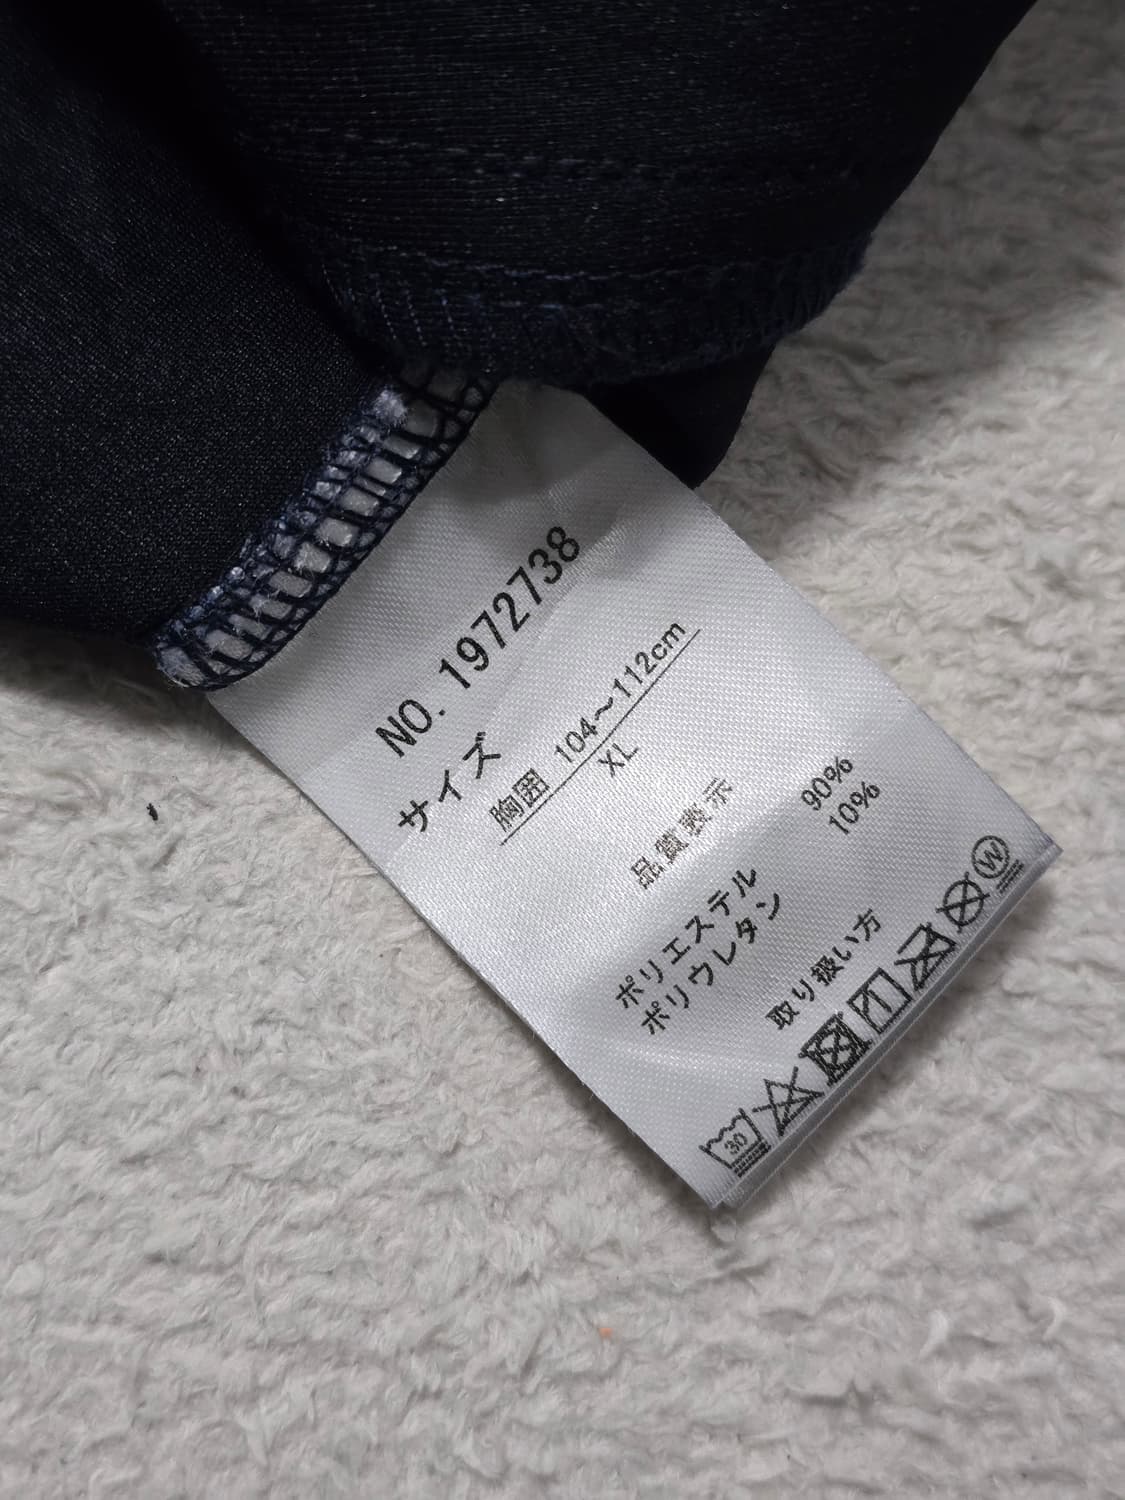 NO. 1972738
サイズ
胸囲 104～112cm
XL
品質表示
ポリエステル 90%
ポリウレタン 10%
取り扱い方
30
W